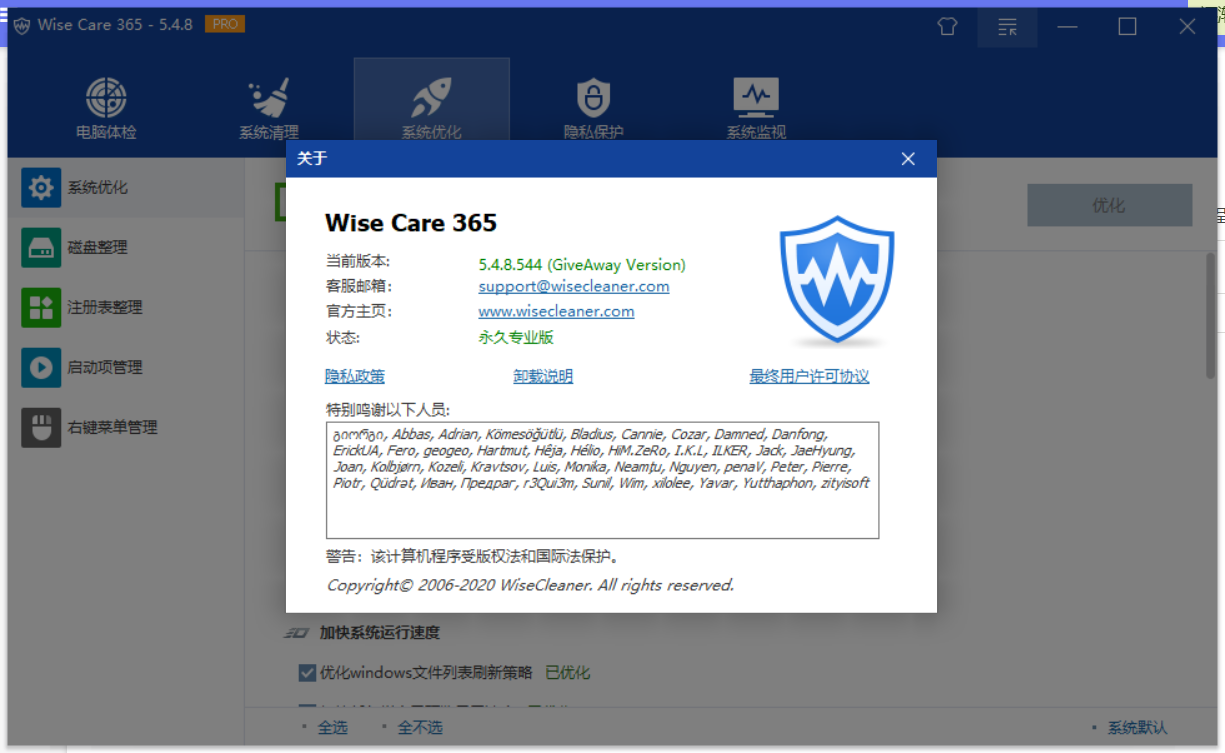 Wise Care 365 - 5.4.8 PRO
电脑体检
系统清理
系统优化
隐私保护
系统监视
系统优化
磁盘整理
注册表整理
启动项管理
右键菜单管理
优化
关于
Wise Care 365
当前版本: 5.4.8.544 (GiveAway Version)
客服邮箱: support@wisecleaner.com
官方主页: www.wisecleaner.com
状态: 永久专业版
隐私政策 卸载说明 最终用户许可协议
特别鸣谢以下人员:
გიორგი, Abbas, Adrian, Kömesöğütlü, Bladius, Cannie, Cozar, Damned, Danfong,
ErickUA, Fero, geogeo, Hartmut, Hêja, Hélio, HiM.ZeRo, I.K.L, ILKER, Jack, JaeHyung,
Joan, Kolbjørn, Kozeli, Kravtsov, Luis, Monika, Neamţu, Nguyen, penaV, Peter, Pierre,
Piotr, Qüdrət, Иван, Предраг, r3Qui3m, Sunil, Wim, xilolee, Yavar, Yutthaphon, zityisoft
警告: 该计算机程序受版权法和国际法保护。
Copyright© 2006-2020 WiseCleaner. All rights reserved.
加快系统运行速度
优化windows文件列表刷新策略 已优化
全选 全不选 系统默认